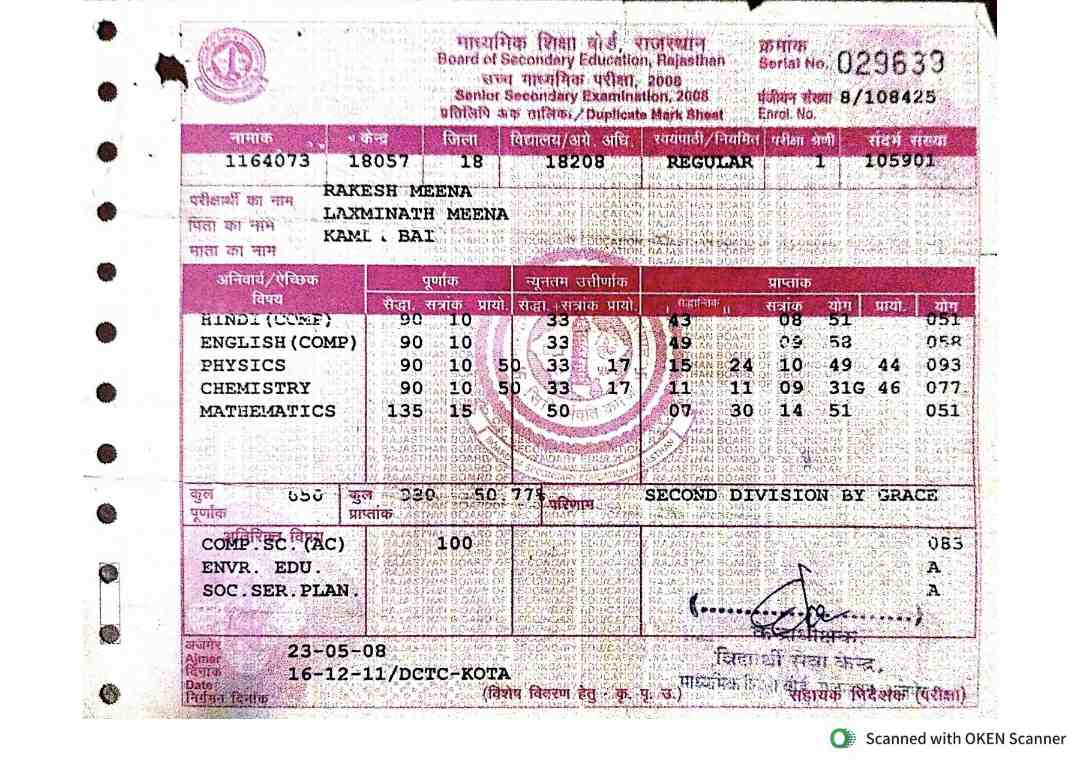 माध्यमिक शिक्षा बोर्ड, राजस्थान
Board of Secondary Education, Rajasthan
उच्च माध्यमिक परीक्षा, 2008
Senior Secondary Examination, 2008
प्रतिलिपि अंक तालिका/Duplicate Mark Sheet
क्रमांक
Serial No. 029639
पंजीयन संख्या 8/108425
Enrol. No.
नामांक केन्द्र जिला विद्यालय/अग्रे. अधि. स्वयंपाठी/नियमित परीक्षा श्रेणी संदर्भ संख्या
1164073 18057 18 18208 REGULAR 1 105901
परीक्षार्थी का नाम RAKESH MEENA
पिता का नाम LAXMINATH MEENA
माता का नाम BAI
अनिवार्य/ऐच्छिक विषय पूर्णांक न्यूनतम उत्तीर्णांक प्राप्तांक
सैद्धा. सत्रांक प्रायो. सैद्धा. सत्रांक प्रायो. सैद्धान्तिक सत्रांक योग प्रायो. योग
HINDI(COMP) 90 10 33 43 08 51 051
ENGLISH(COMP) 90 10 33 49 09 58 058
PHYSICS 90 10 50 33 17 15 24 10 49 44 093
CHEMISTRY 90 10 50 33 17 11 11 09 31G 46 077
MATHEMATICS 135 15 50 07 30 14 51 051
कुल पूर्णांक 650 कुल प्राप्तांक 330 50.77% परिणाम SECOND DIVISION BY GRACE
अतिरिक्त विषय
COMP.SC.(AC) 100 083
ENVR. EDU. A
SOC.SER.PLAN. A
केन्द्राधीक्षक
विद्यार्थी सेवा केन्द्र,
माध्यमिक
अजमेर
Ajmer 23-05-08
दिनांक
Date 16-12-11/DCTC-KOTA
निर्गमन दिनांक
(विशेष विवरण हेतु - कृ. पृ. उ.)
सहायक निदेशक (परीक्षा)
Scanned with OKEN Scanner